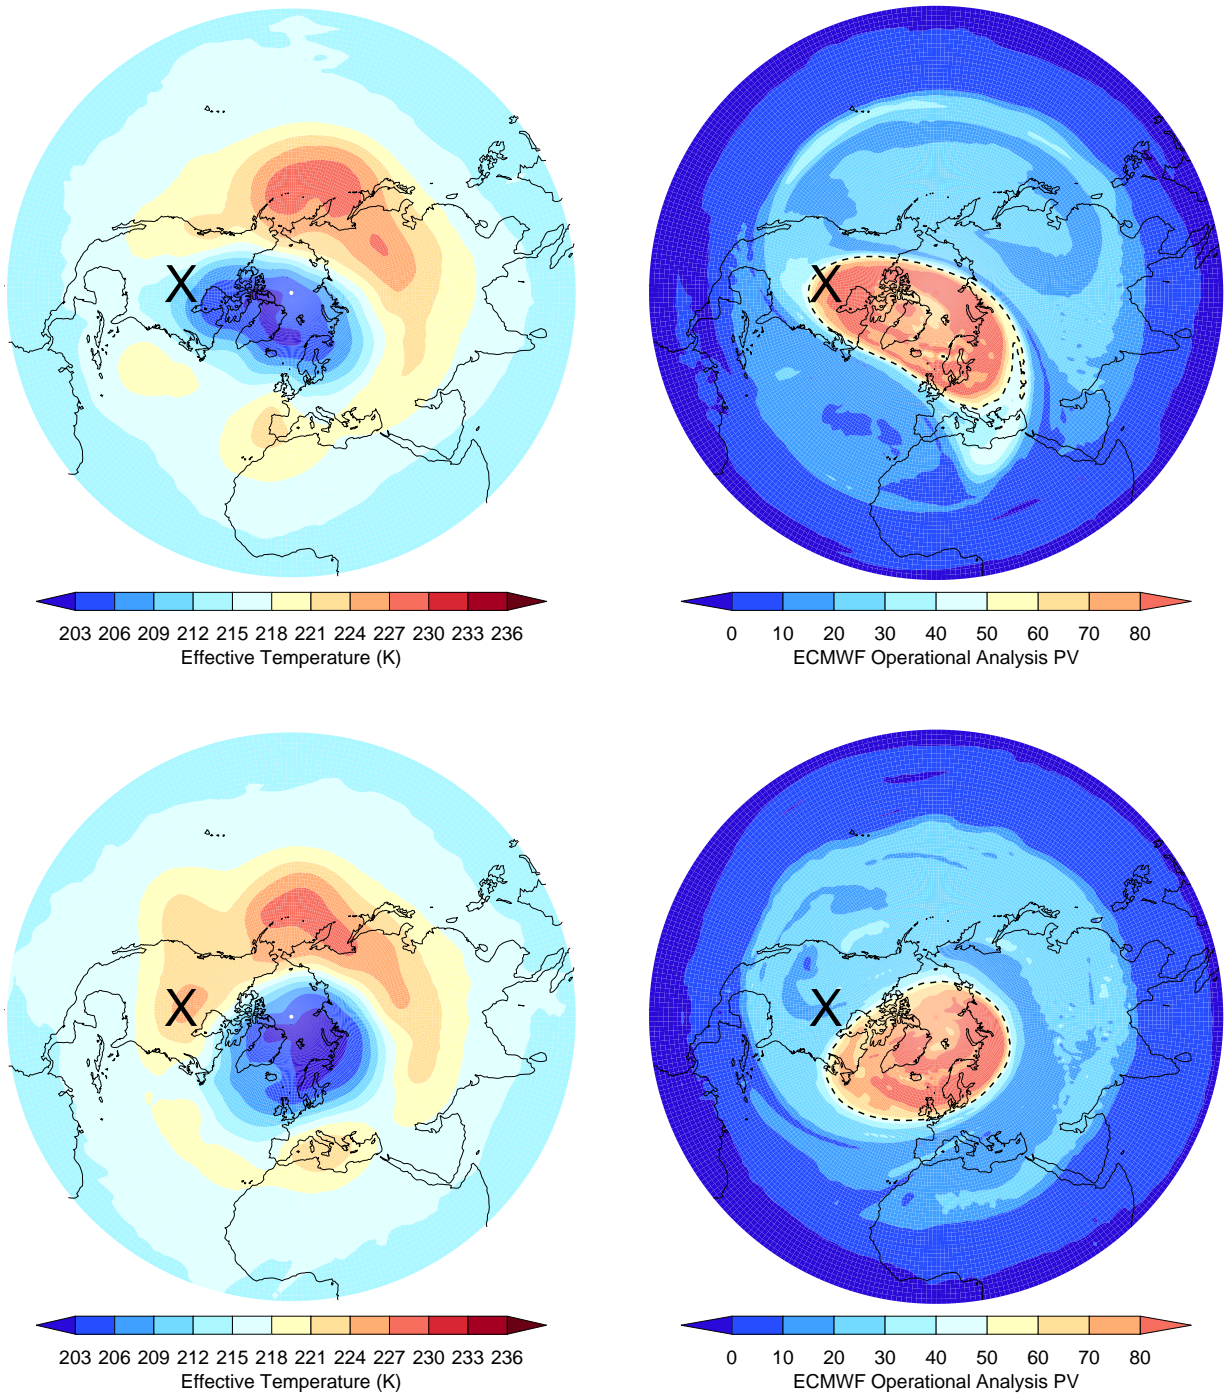 X
X
203 206 209 212 215 218 221 224 227 230 233 236
Effective Temperature (K)
0 10 20 30 40 50 60 70 80
ECMWF Operational Analysis PV
X
X
203 206 209 212 215 218 221 224 227 230 233 236
Effective Temperature (K)
0 10 20 30 40 50 60 70 80
ECMWF Operational Analysis PV